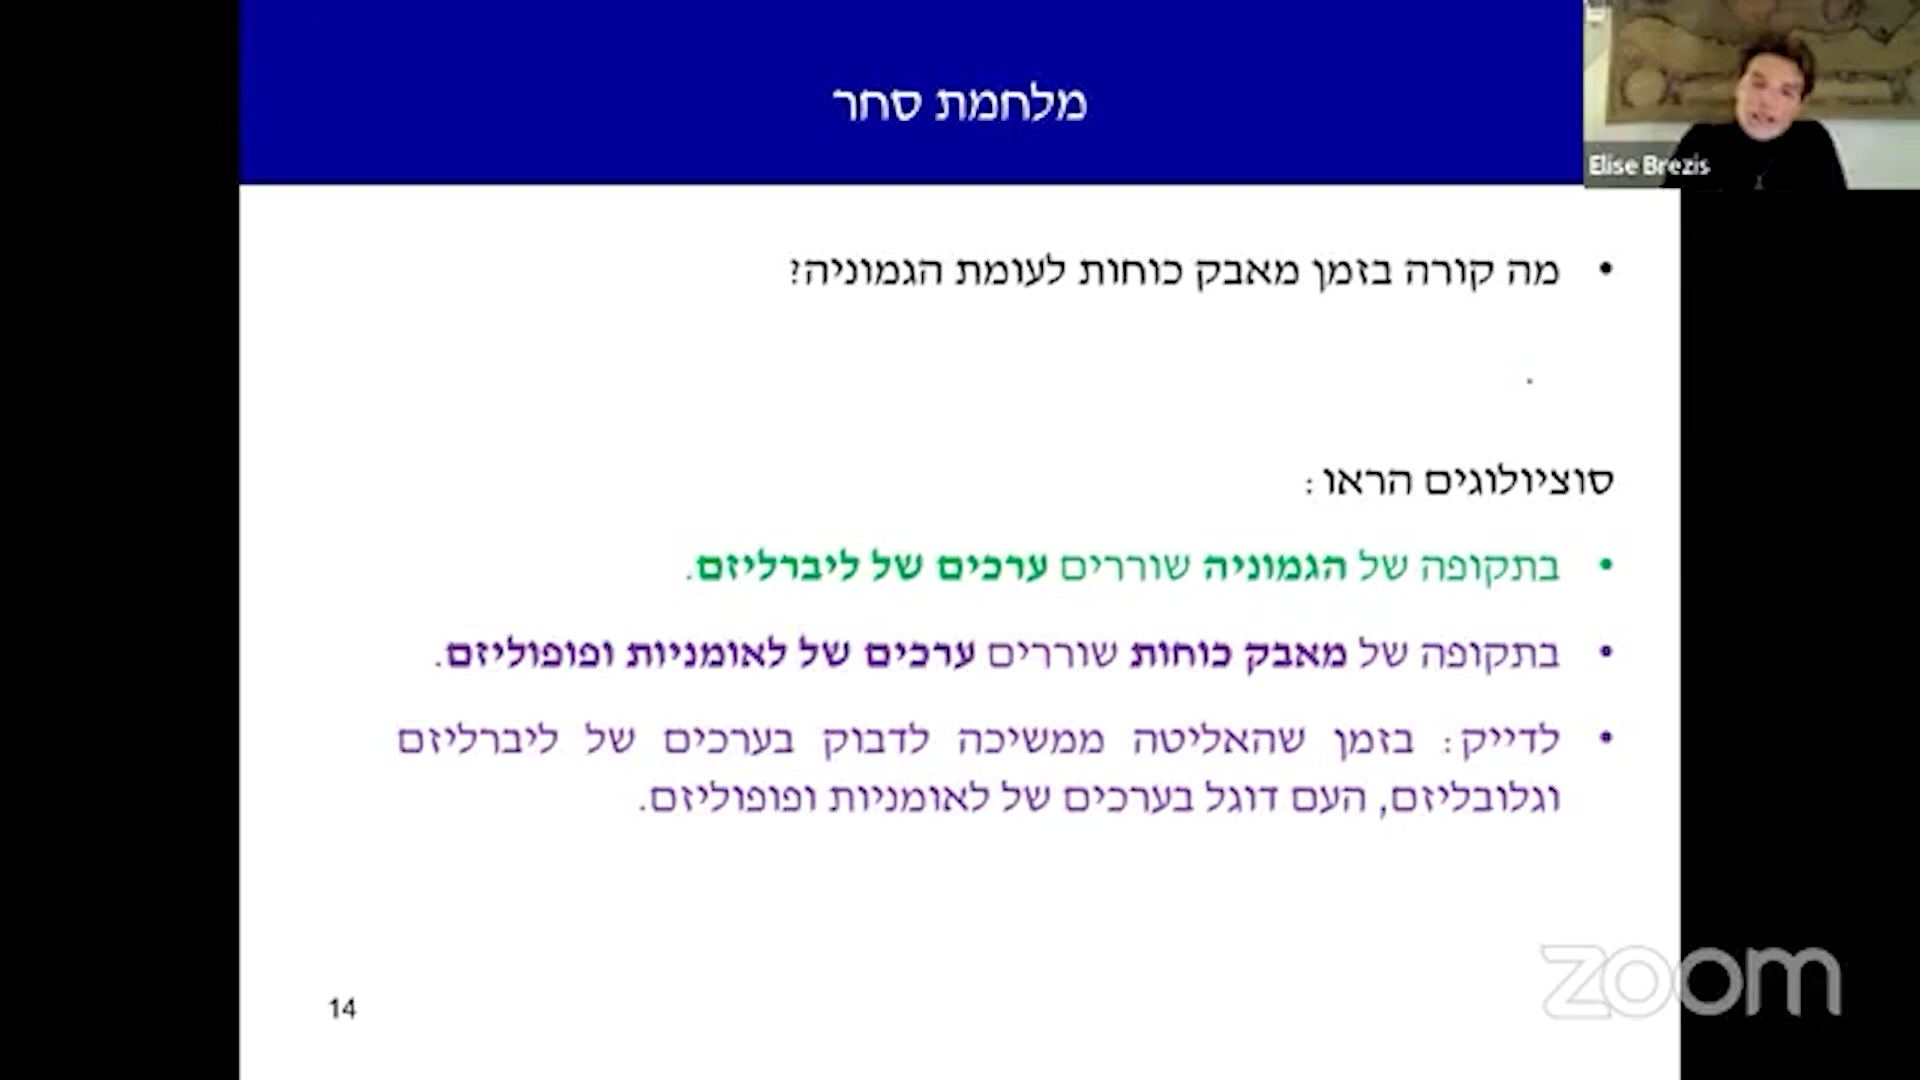 מלחמת סחר
Elise Brezis
• מה קורה בזמן מאבק כוחות לעומת הגמוניה?
.
סוציולוגים הראו :
• בתקופה של הגמוניה שוררים ערכים של ליברליזם.
• בתקופה של מאבק כוחות שוררים ערכים של לאומניות ופופוליזם.
• לדייק : בזמן שהאליטה ממשיכה לדבוק בערכים של ליברליזם
וגלובליזם, העם דוגל בערכים של לאומניות ופופוליזם.
14
zoom